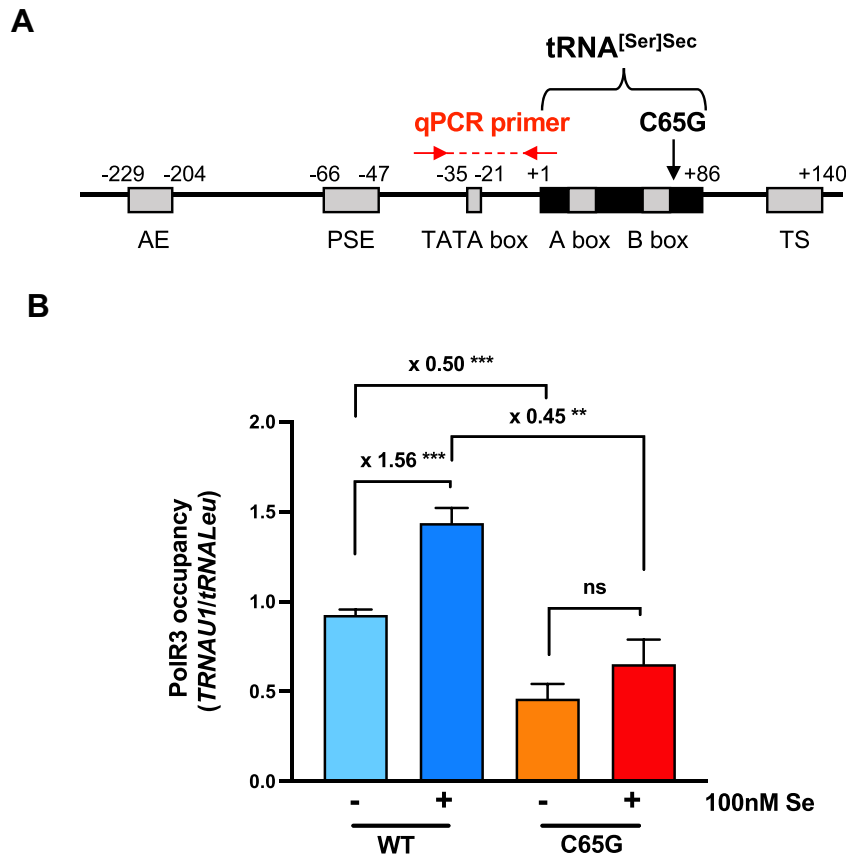 A
tRNA[Ser]Sec
qPCR primer C65G
-229 -204 -66 -47 -35 -21 +1 +86 +140
AE PSE TATA box A box B box TS
B
x 0.50 ***
x 0.45 **
x 1.56 ***
ns
PolR3 occupancy
(TRNAU1/tRNALeu)
2.0
1.5
1.0
0.5
0.0
- + - + 100nM Se
WT C65G